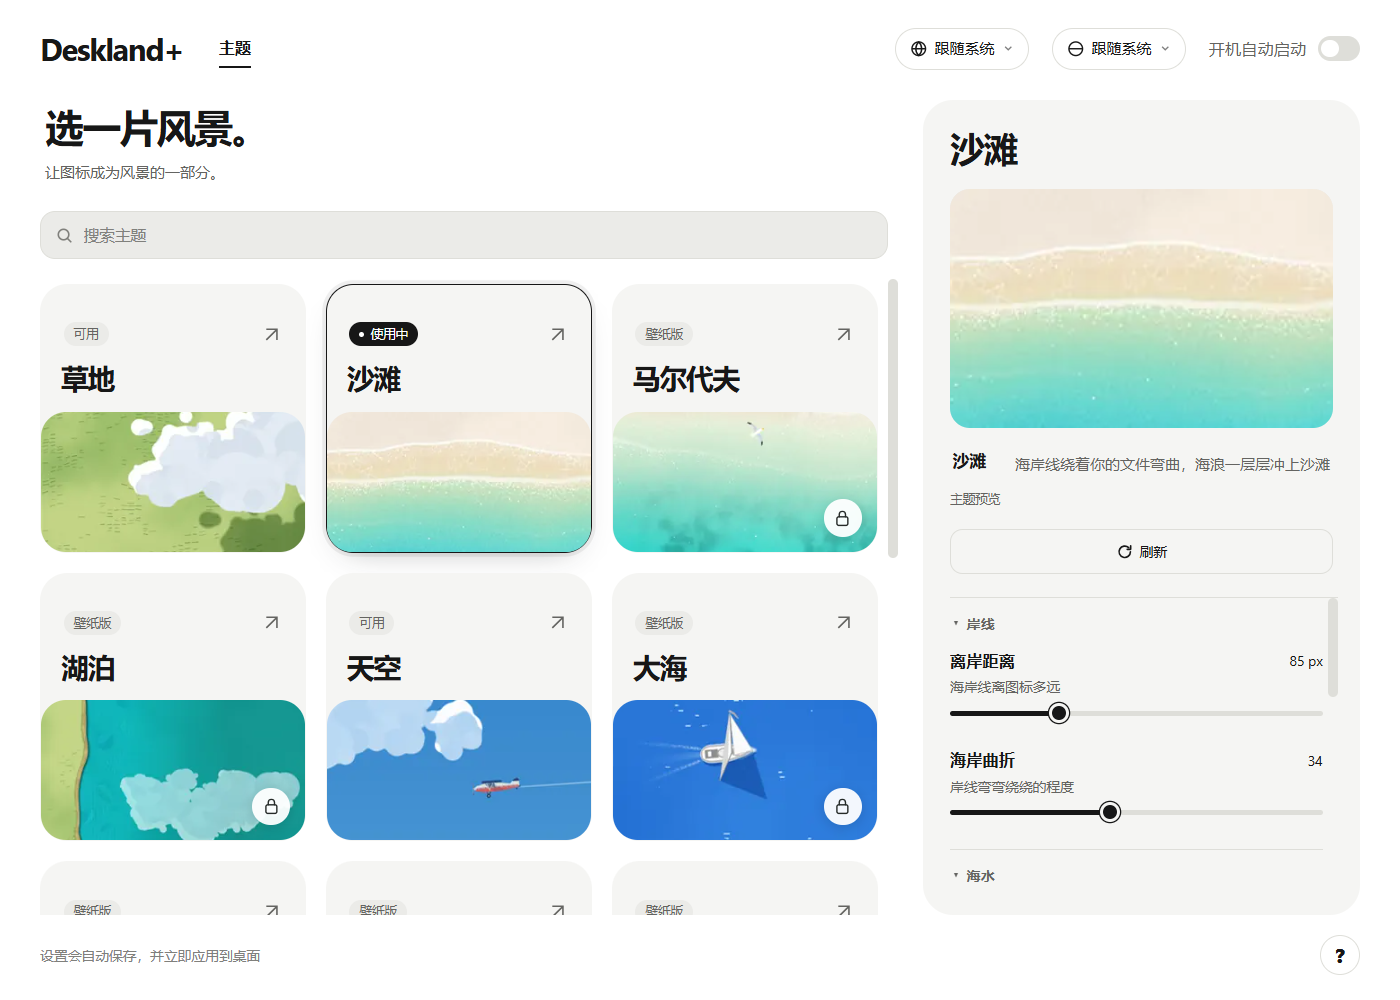 Deskland+
主题
跟随系统
跟随系统
开机自动启动
选一片风景。
让图标成为风景的一部分。
搜索主题
可用
草地
使用中
沙滩
壁纸版
马尔代夫
壁纸版
湖泊
可用
天空
壁纸版
大海
壁纸版
壁纸版
壁纸版
沙滩
沙滩
海岸线绕着你的文件弯曲，海浪一层层冲上沙滩
主题预览
刷新
岸线
离岸距离
85 px
海岸线离图标多远
海岸曲折
34
岸线弯弯绕绕的程度
海水
设置会自动保存，并立即应用到桌面
?